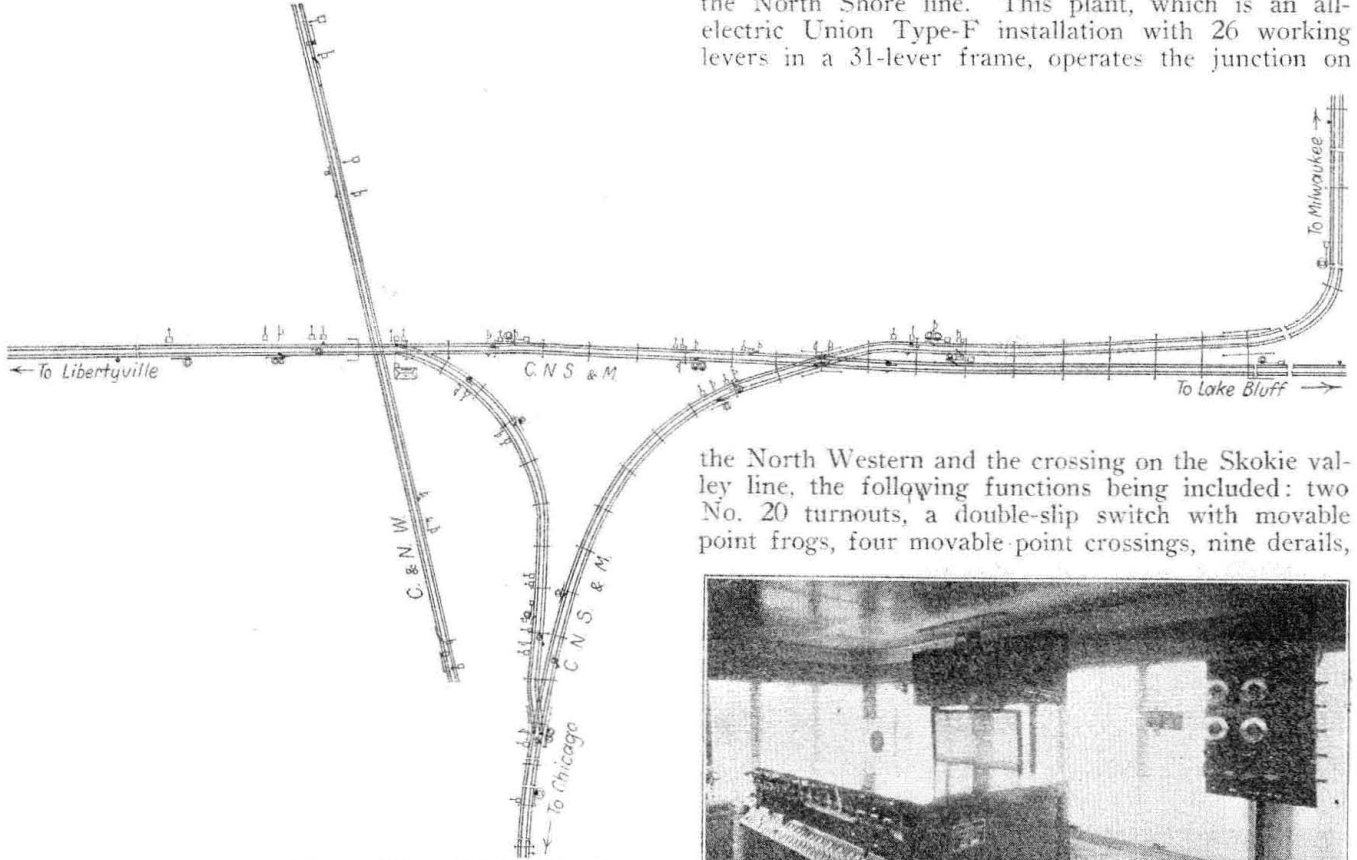 the North Shore line. This plant, which is an all-
electric Union Type-F installation with 26 working
levers in a 31-lever frame, operates the junction on
To Milwaukee
To Libertyville
C. N. S. & M.
To Lake Bluff
C. & N. W.
C. N. S. & M.
To Chicago
the North Western and the crossing on the Skokie val-
ley line, the following functions being included: two
No. 20 turnouts, a double-slip switch with movable
point frogs, four movable point crossings, nine derails,